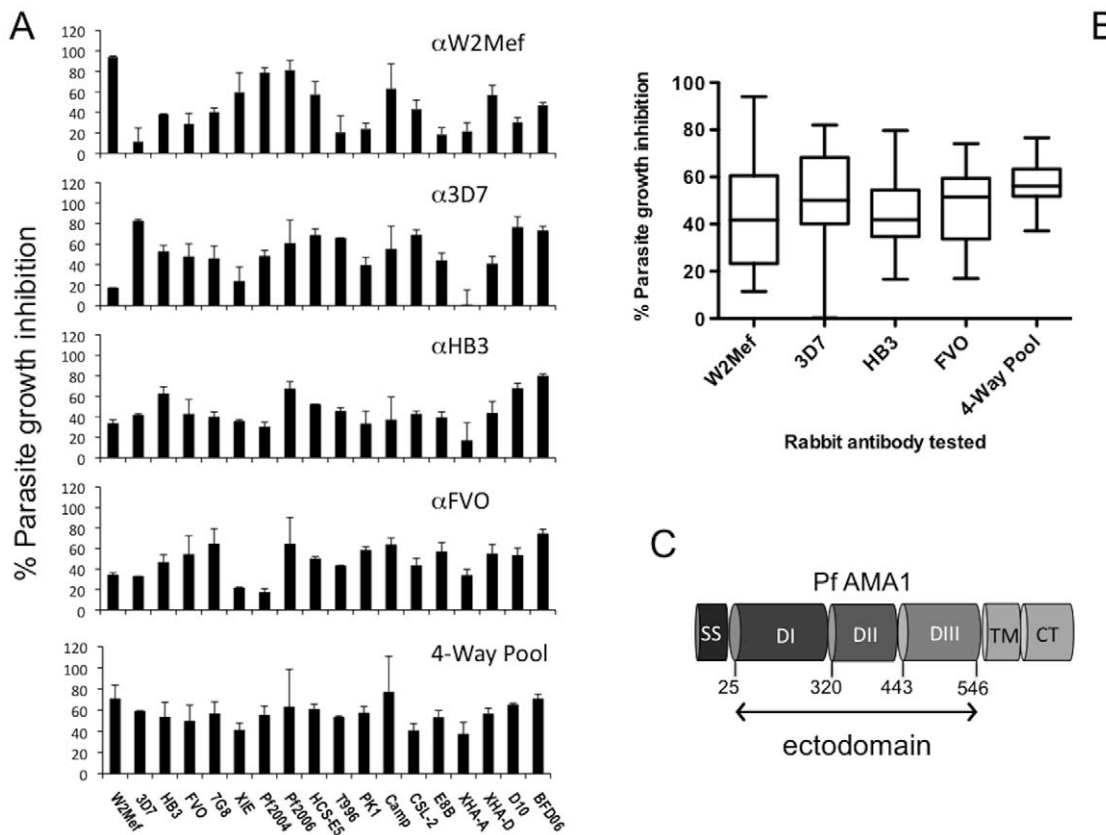 A
% Parasite growth inhibition
120
100
80
60
40
20
0
αW2Mef
120
100
80
60
40
20
0
α3D7
120
100
80
60
40
20
0
αHB3
120
100
80
60
40
20
0
αFVO
120
100
80
60
40
20
0
4-Way Pool
W2Mef 3D7 HB3 FVO 7G8 XIE Pf2004 Pf2006 HCS-E5 T996 PK1 Camp CSL-2 E8B XHA-A XHA-D D10 BFD06
% Parasite growth inhibition
100
80
60
40
20
0
W2Mef 3D7 HB3 FVO 4-Way Pool
Rabbit antibody tested
C
Pf AMA1
SS DI DII DIII TM CT
25 320 443 546
ectodomain